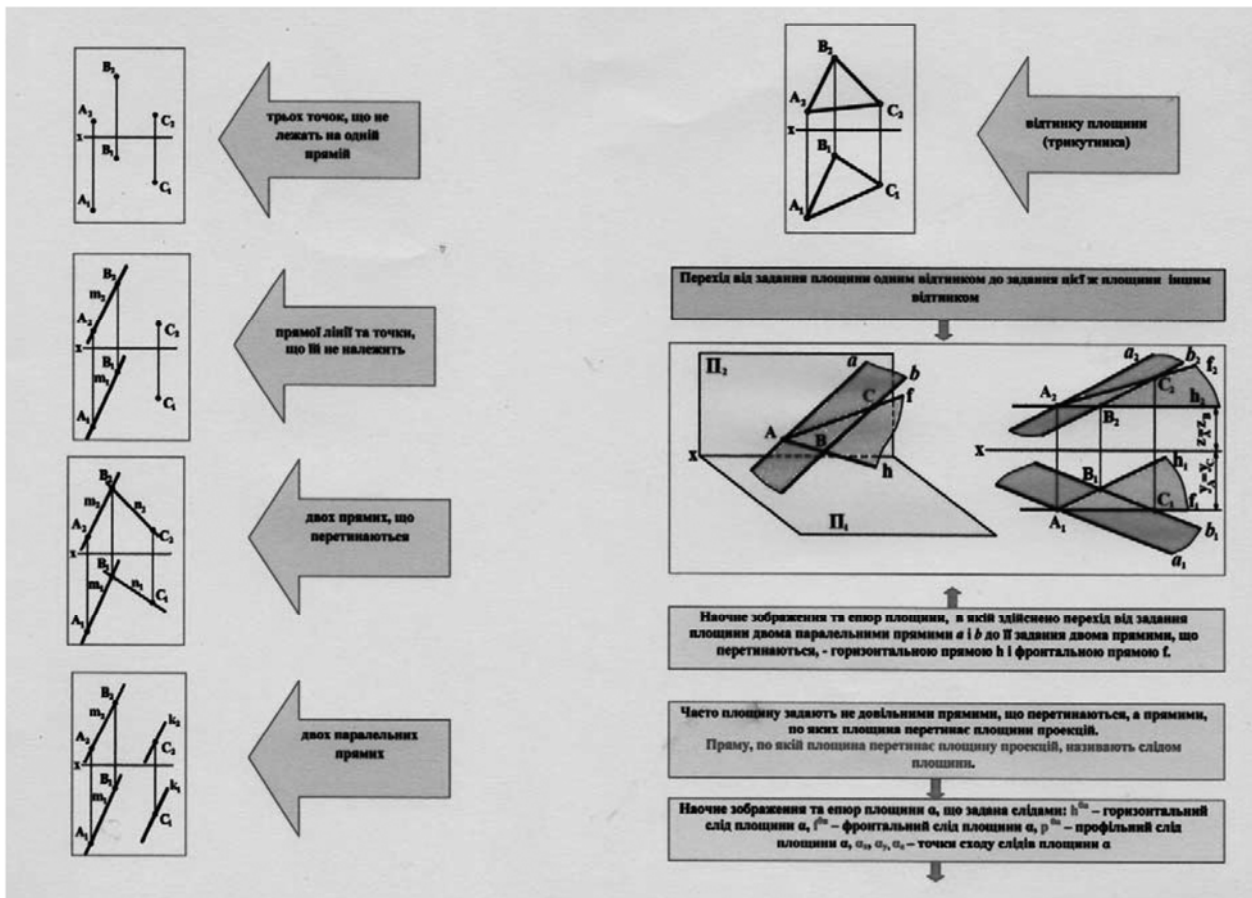 B₂
A₂
C₂
x
B₁
C₁
A₁
трьох точок, що не
лежать на одній
прямій
B₂
m₂
A₂
C₂
x
B₁
m₁
C₁
A₁
прямої лінії та точки,
що їй не належить
B₂
m₂
n₂
A₂
C₂
x
B₁
m₁
n₁
C₁
A₁
двох прямих, що
перетинаються
B₂
m₂
k₂
A₂
C₂
x
B₁
k₁
m₁
C₁
A₁
двох паралельних
прямих
B₂
A₂
C₂
x
B₁
C₁
A₁
відтинку площини
(трикутника)
Перехід від задання площини одним відтинком до задання цієї ж площини іншим
відтинком
П₂
a
b
C
f
A
B
x
h
П₁
a₂
b₂
f₂
C₂
A₂
h₂
B₂
z_A=z_B
x
h₁
B₁
y_A=y_C
C₁
f₁
A₁
b₁
a₁
Наочне зображення та епюр площини, в якій здійснено перехід від задання
площини двома паралельними прямими a і b до її задання двома прямими, що
перетинаються, - горизонтальною прямою h і фронтальною прямою f.
Часто площину задають не довільними прямими, що перетинаються, а прямими,
по яких площина перетинає площини проекцій.
Пряму, по якій площина перетинає площину проекцій, називають слідом
площини.
Наочне зображення та епюр площини α, що задана слідами: h⁰ᵅ – горизонтальний
слід площини α, f⁰ᵅ – фронтальний слід площини α, p⁰ᵅ – профільний слід
площини α, αₓ, αᵧ, α_z – точки сходу слідів площини α